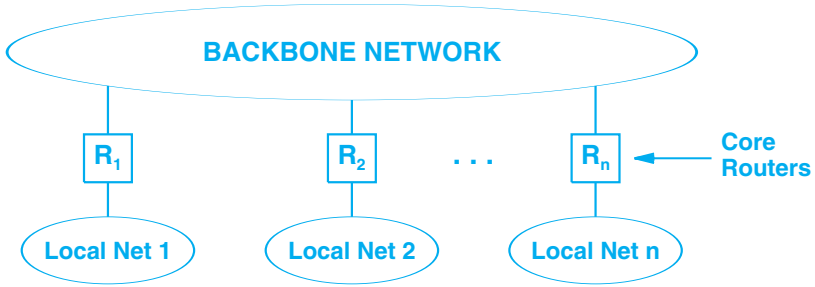 BACKBONE NETWORK
R1
R2
. . .
Rn
Core
Routers
Local Net 1
Local Net 2
Local Net n